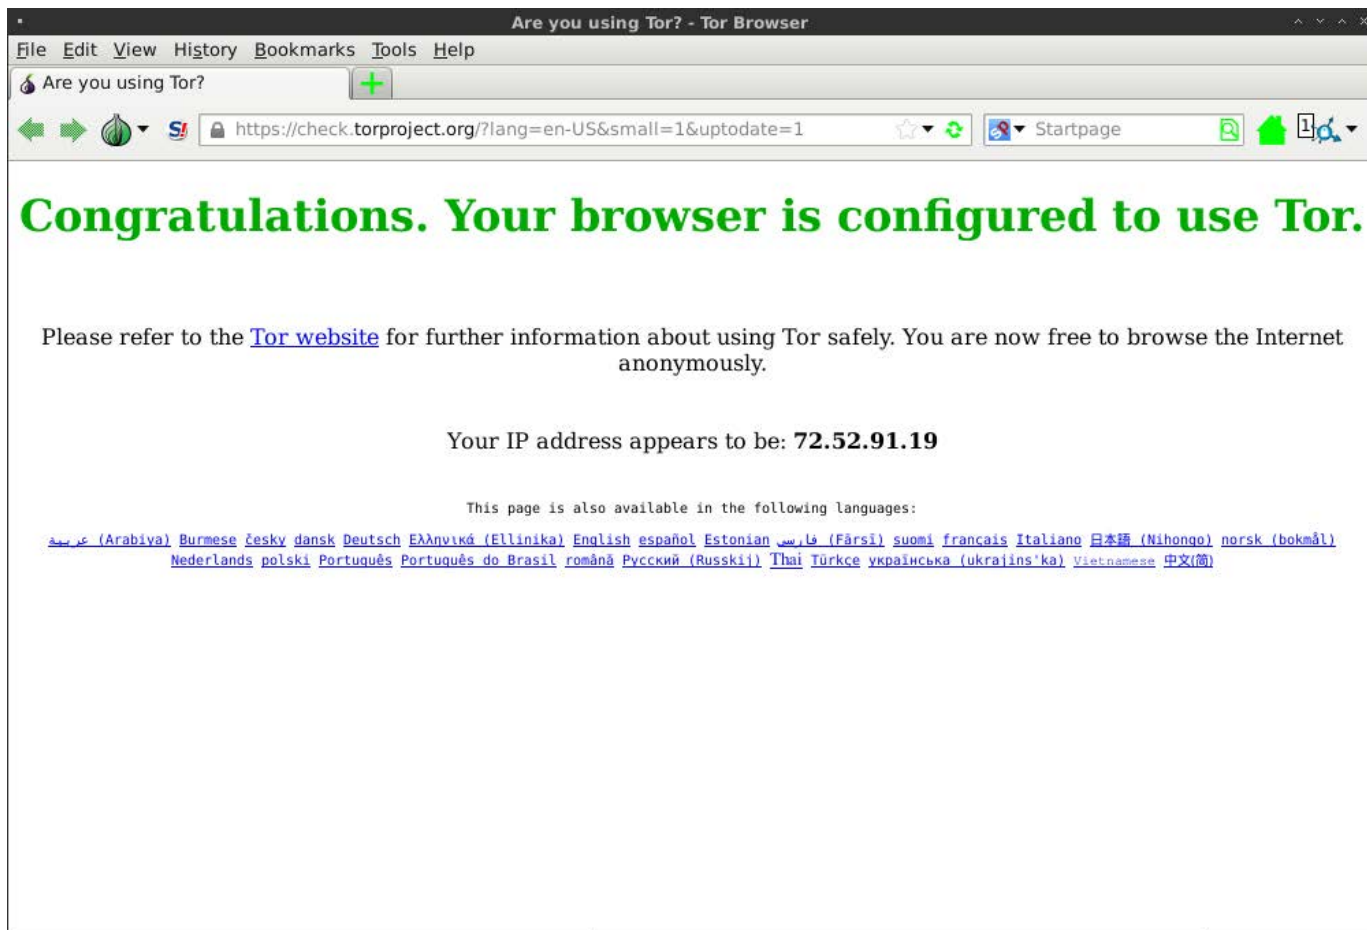 Are you using Tor? - Tor Browser
File Edit View History Bookmarks Tools Help
Are you using Tor?
https://check.torproject.org/?lang=en-US&small=1&uptodate=1 Startpage 1
Congratulations. Your browser is configured to use Tor.
Please refer to the Tor website for further information about using Tor safely. You are now free to browse the Internet
anonymously.
Your IP address appears to be: 72.52.91.19
This page is also available in the following languages:
عربية (Arabiya) Burmese česky dansk Deutsch Ελληνικά (Ellinika) English español Estonian فارسی (Fārsī) suomi français Italiano 日本語 (Nihongo) norsk (bokmål)
Nederlands polski Português Português do Brasil română Русский (Russkij) Thai Türkçe українська (ukrajins'ka) Vietnamese 中文(简)